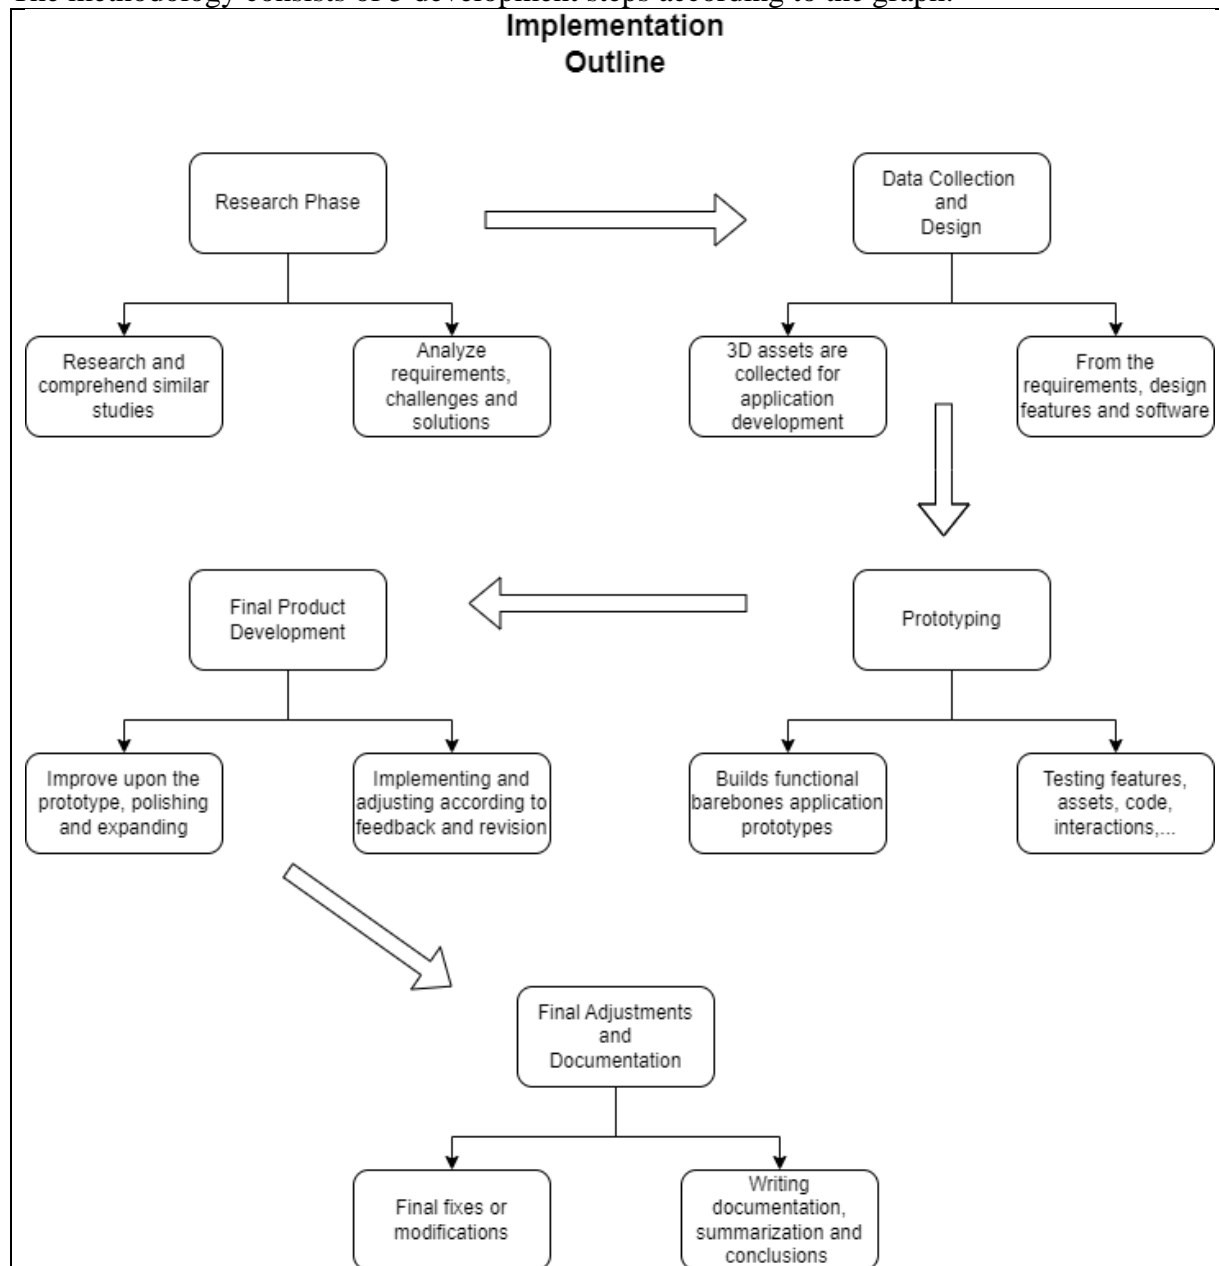 The methodology consists of development steps according to the graph.
Implementation
Outline
Research Phase
Data Collection
and
Design
Research and
comprehend similar
studies
Analyze
requirements,
challenges and
solutions
3D assets are
collected for
application
development
From the
requirements, design
features and software
Final Product
Development
Prototyping
Improve upon the
prototype, polishing
and expanding
Implementing and
adjusting according to
feedback and revision
Builds functional
barebones application
prototypes
Testing features,
assets, code,
interactions,...
Final Adjustments
and
Documentation
Final fixes or
modifications
Writing
documentation,
summarization and
conclusions